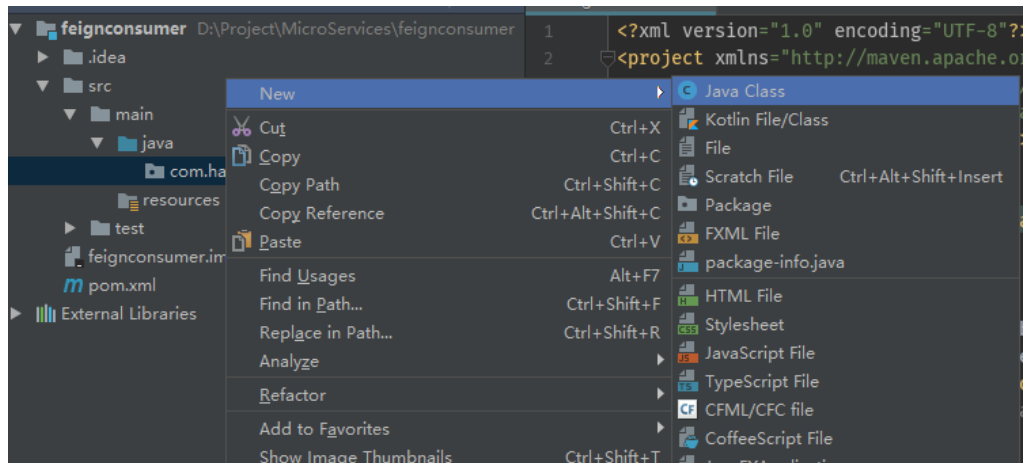 feignconsumer D:\Project\MicroServices\feignconsumer
.idea
src
main
java
com.ha
resources
test
feignconsumer.im
pom.xml
External Libraries
1 <?xml version="1.0" encoding="UTF-8"?>
2 <project xmlns="http://maven.apache.or
New
Cut Ctrl+X
Copy Ctrl+C
Copy Path Ctrl+Shift+C
Copy Reference Ctrl+Alt+Shift+C
Paste Ctrl+V
Find Usages Alt+F7
Find in Path... Ctrl+Shift+F
Replace in Path... Ctrl+Shift+R
Analyze
Refactor
Add to Favorites
Show Image Thumbnails Ctrl+Shift+T
Java Class
Kotlin File/Class
File
Scratch File Ctrl+Alt+Shift+Insert
Package
FXML File
package-info.java
HTML File
Stylesheet
JavaScript File
TypeScript File
CFML/CFC file
CoffeeScript File